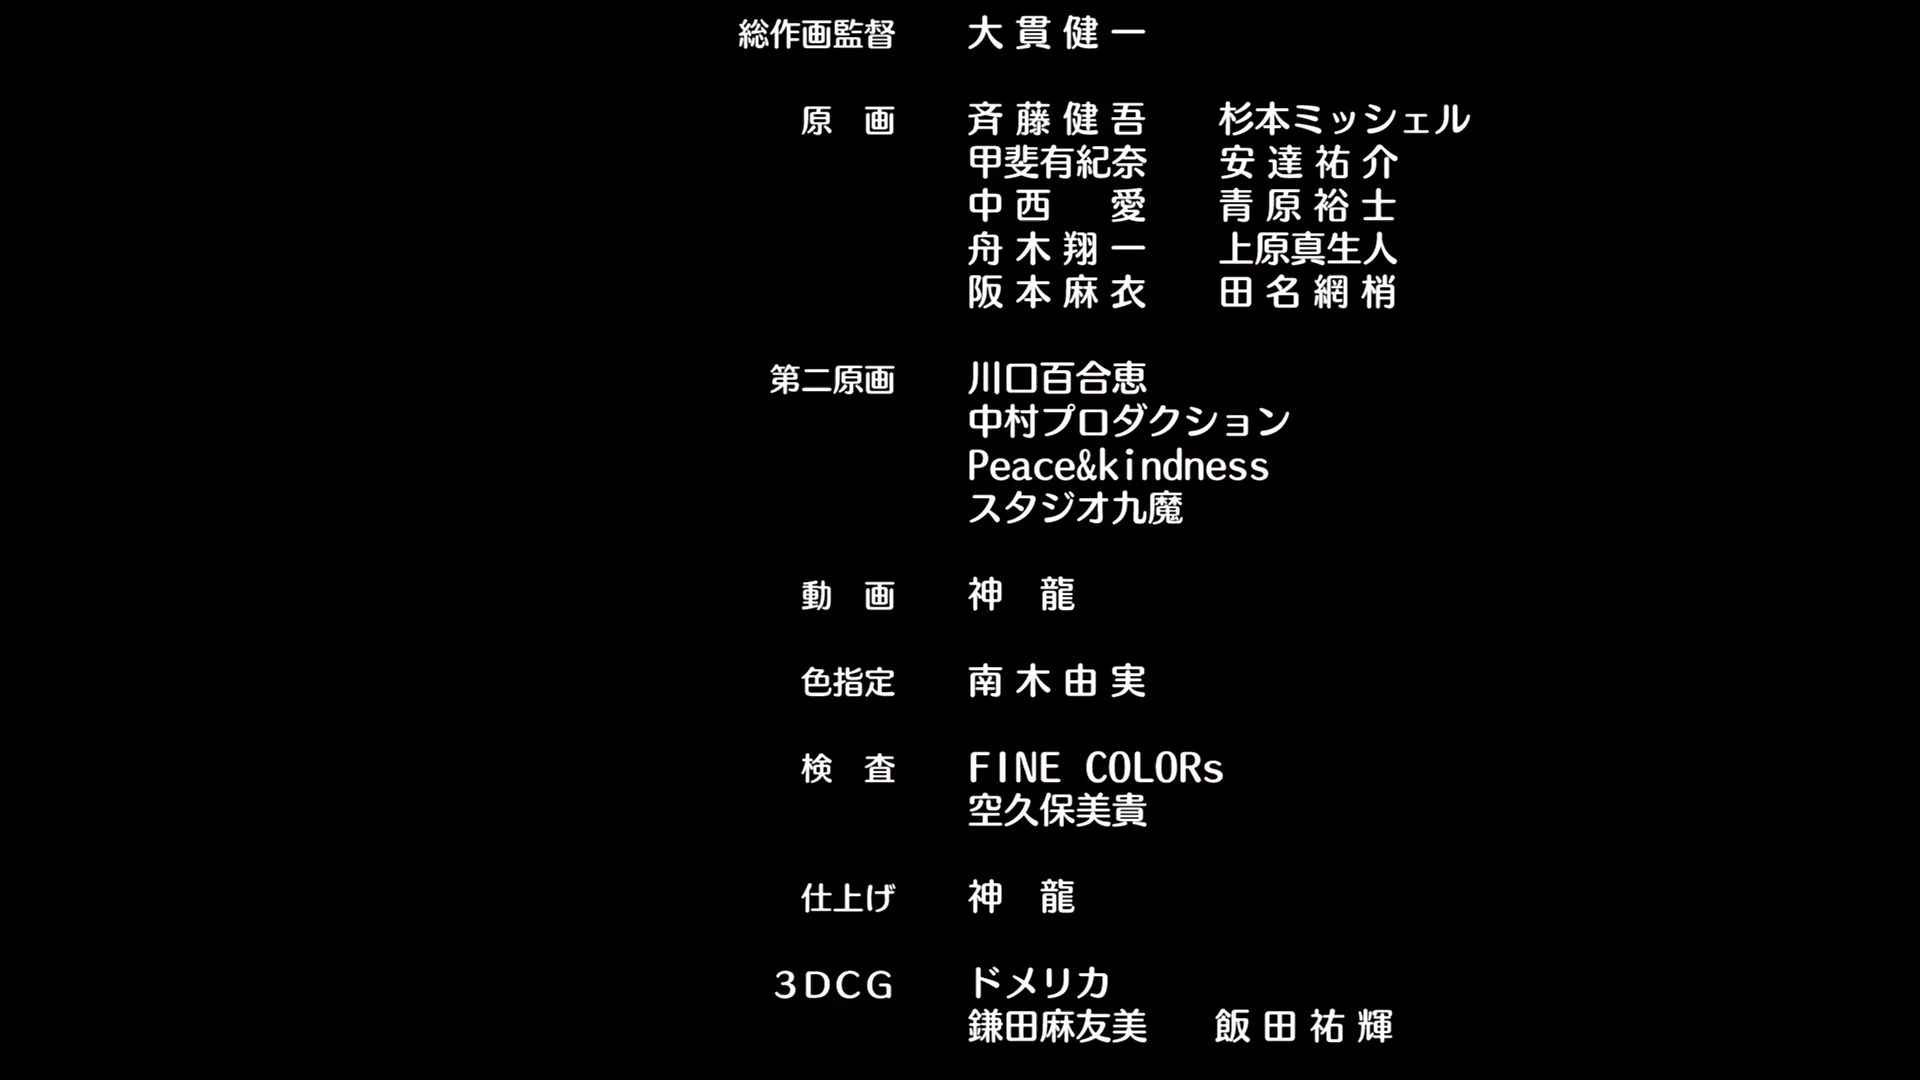 総作画監督 大貫健一
原 画 斉藤健吾 杉本ミッシェル
甲斐有紀奈 安達祐介
中西 愛 青原裕士
舟木翔一 上原真生人
阪本麻衣 田名網梢
第二原画 川口百合恵
中村プロダクション
Peace&kindness
スタジオ九魔
動 画 神 龍
色指定 南木由実
検 査 FINE COLORs
空久保美貴
仕上げ 神 龍
3DCG ドメリカ
鎌田麻友美 飯田祐輝